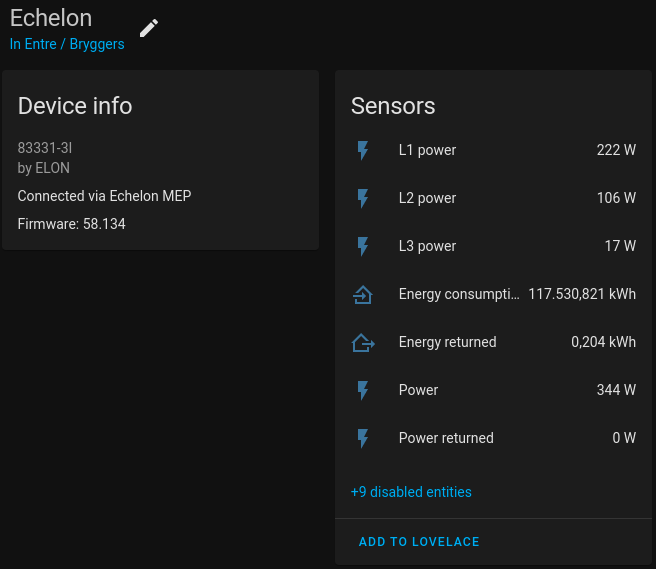 Echelon
In Entre / Bryggers
Device info
83331-3I
by ELON
Connected via Echelon MEP
Firmware: 58.134
Sensors
L1 power 222 W
L2 power 106 W
L3 power 17 W
Energy consumpti... 117.530,821 kWh
Energy returned 0,204 kWh
Power 344 W
Power returned 0 W
+9 disabled entities
ADD TO LOVELACE